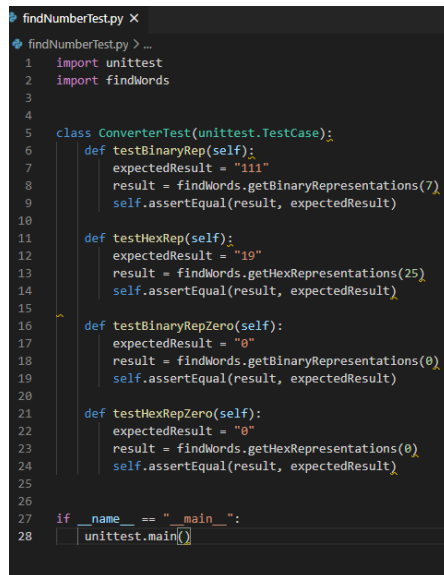 findNumberTest.py ×
findNumberTest.py > ...
1 import unittest
2 import findWords
3
4
5 class ConverterTest(unittest.TestCase):
6     def testBinaryRep(self):
7         expectedResult = "111"
8         result = findWords.getBinaryRepresentations(7)
9         self.assertEqual(result, expectedResult)
10
11     def testHexRep(self):
12         expectedResult = "19"
13         result = findWords.getHexRepresentations(25)
14         self.assertEqual(result, expectedResult)
15
16     def testBinaryRepZero(self):
17         expectedResult = "0"
18         result = findWords.getBinaryRepresentations(0)
19         self.assertEqual(result, expectedResult)
20
21     def testHexRepZero(self):
22         expectedResult = "0"
23         result = findWords.getHexRepresentations(0)
24         self.assertEqual(result, expectedResult)
25
26
27 if __name__ == "__main__":
28     unittest.main()